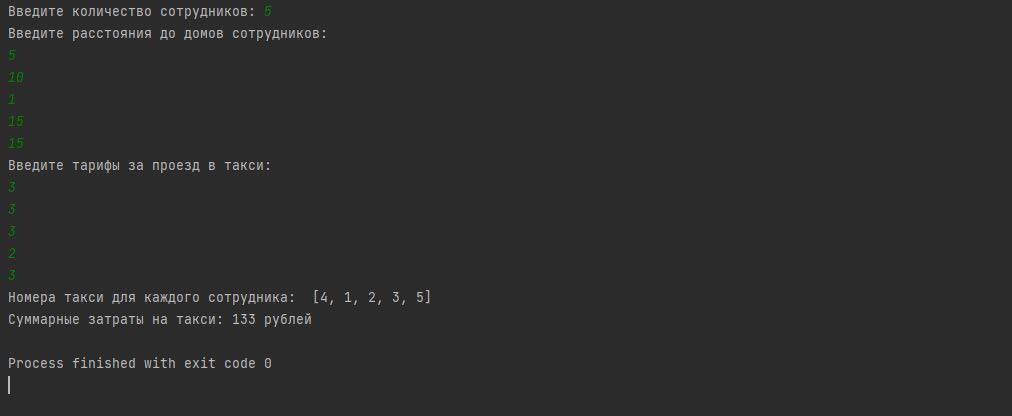 Введите количество сотрудников: 5
Введите расстояния до домов сотрудников:
5
10
1
15
15
Введите тарифы за проезд в такси:
3
3
3
2
3
Номера такси для каждого сотрудника:  [4, 1, 2, 3, 5]
Суммарные затраты на такси: 133 рублей
Process finished with exit code 0